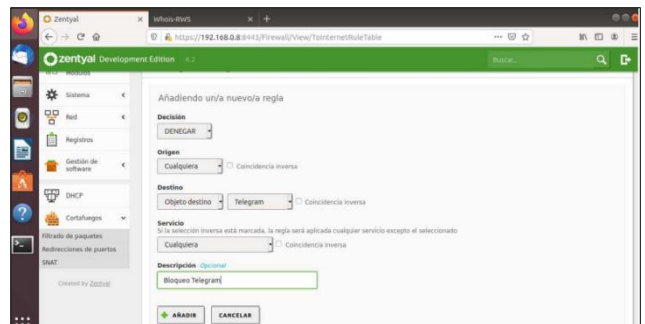 Zentyal
Whois-RWS
https://192.168.0.8:8443/Firewall/View/ToInternetRuleTable
zentyal Development Edition 6.2
Buscar...
Módulos
Sistema
Red
Registros
Gestión de
software
DHCP
Cortafuegos
Filtrado de paquetes
Redirecciones de puertos
SNAT
Created by Zentyal
Añadiendo un/a nuevo/a regla
Decisión
DENEGAR
Origen
Cualquiera Coincidencia inversa
Destino
Objeto destino Telegram Coincidencia inversa
Servicio
Si la selección inversa está marcada, la regla será aplicada cualquier servicio excepto el seleccionado
Cualquiera Coincidencia inversa
Descripción Opcional
Bloqueo Telegram
AÑADIR CANCELAR